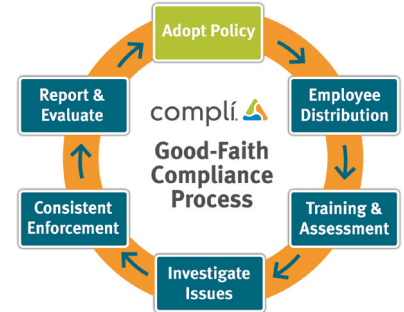 Adopt Policy
Employee
Distribution
Training &
Assessment
Investigate
Issues
Consistent
Enforcement
Report &
Evaluate
complí
Good-Faith
Compliance
Process